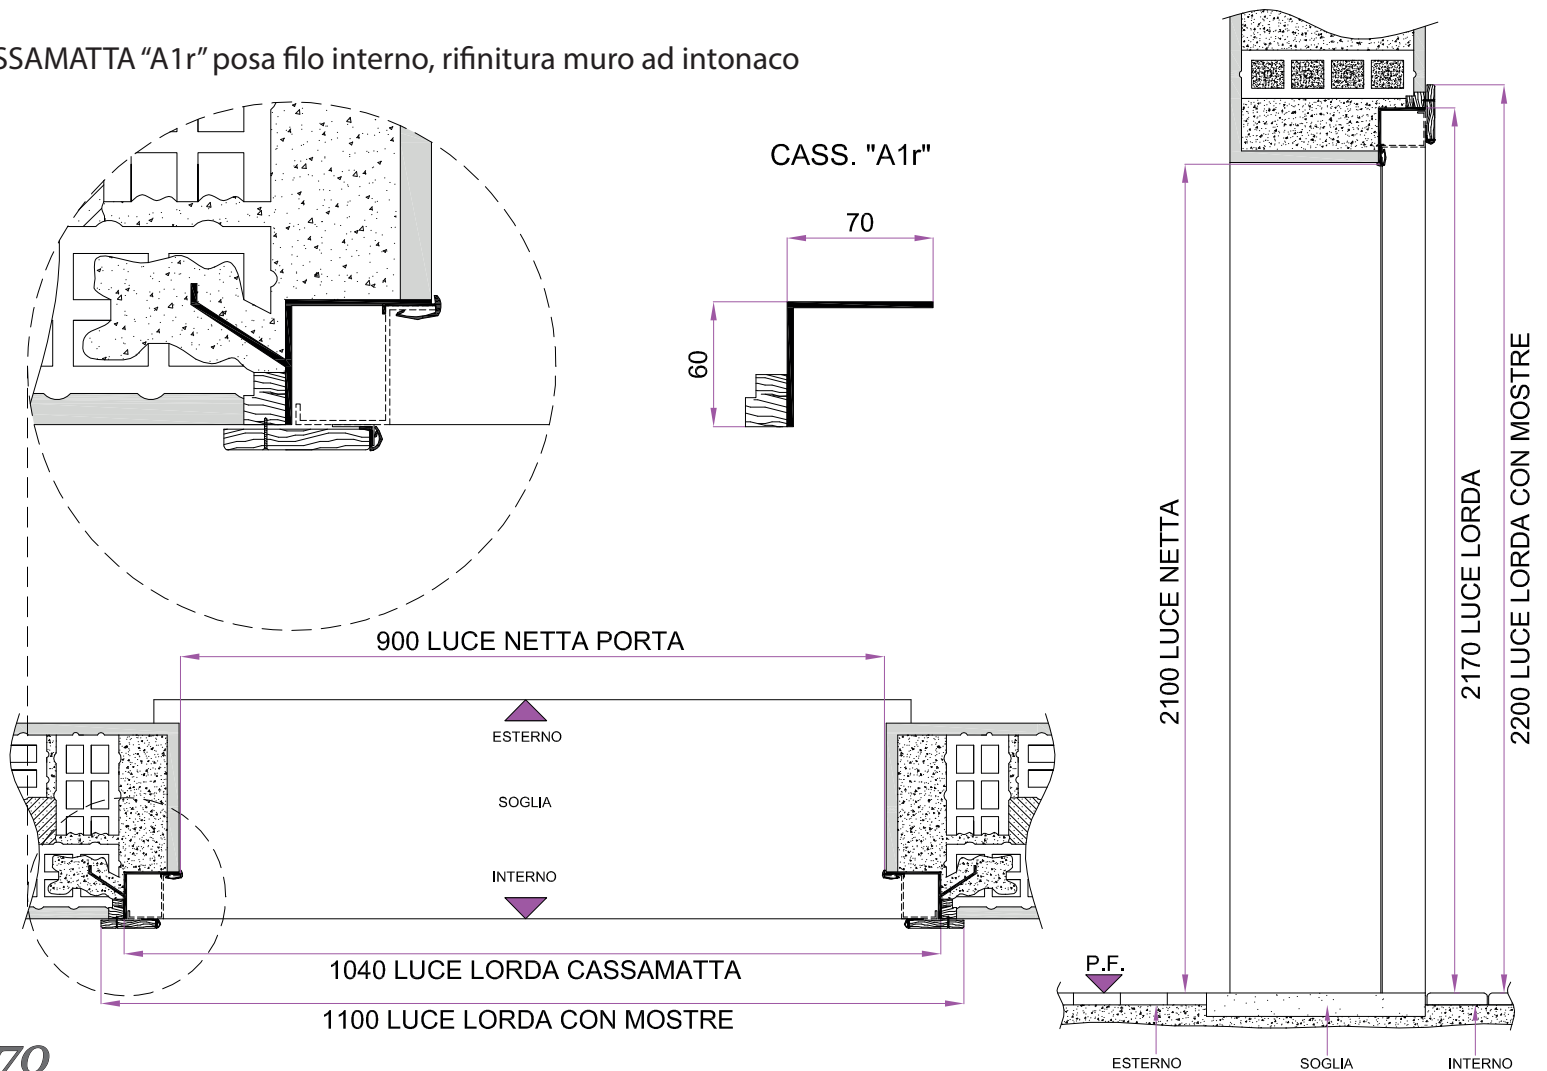 SSAMATTA “A1r” posa filo interno, rifinitura muro ad intonaco
CASS. "A1r"
70
60
900 LUCE NETTA PORTA
ESTERNO
SOGLIA
INTERNO
1040 LUCE LORDA CASSAMATTA
1100 LUCE LORDA CON MOSTRE
2100 LUCE NETTA
2170 LUCE LORDA
2200 LUCE LORDA CON MOSTRE
P.F.
ESTERNO
SOGLIA
INTERNO
70